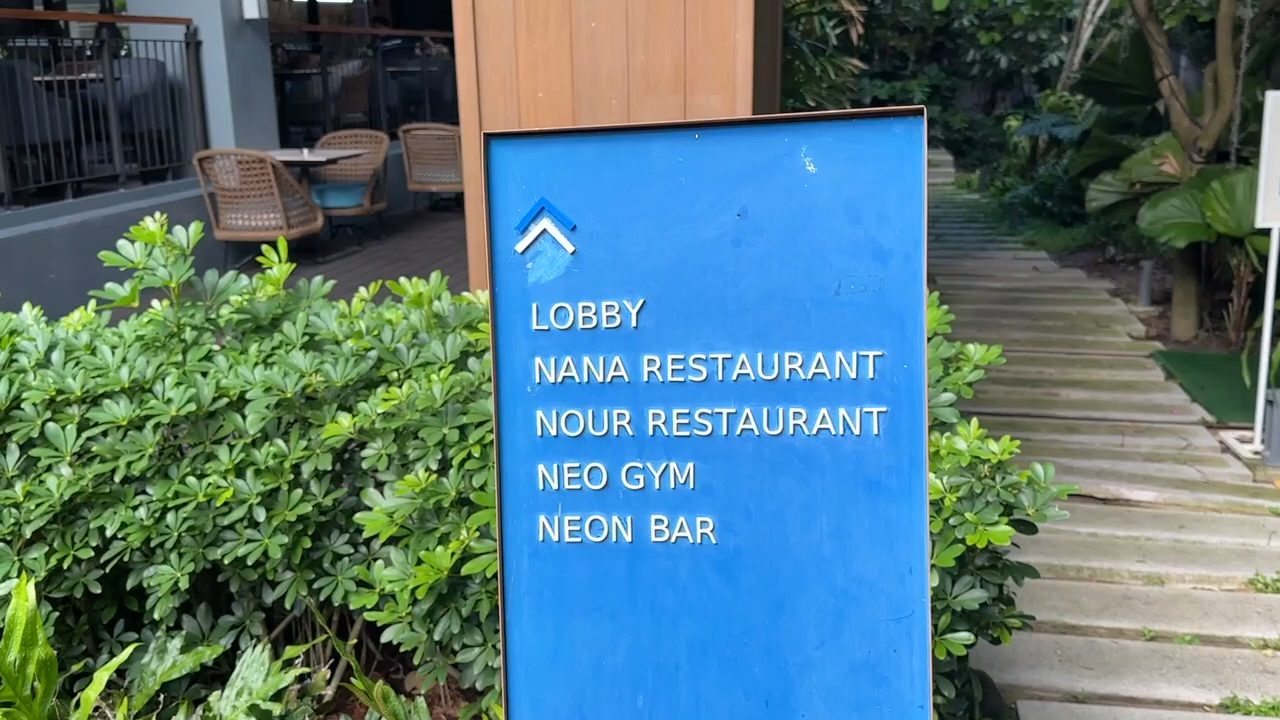 LOBBY
NANA RESTAURANT
NOUR RESTAURANT
NEO GYM
NEON BAR